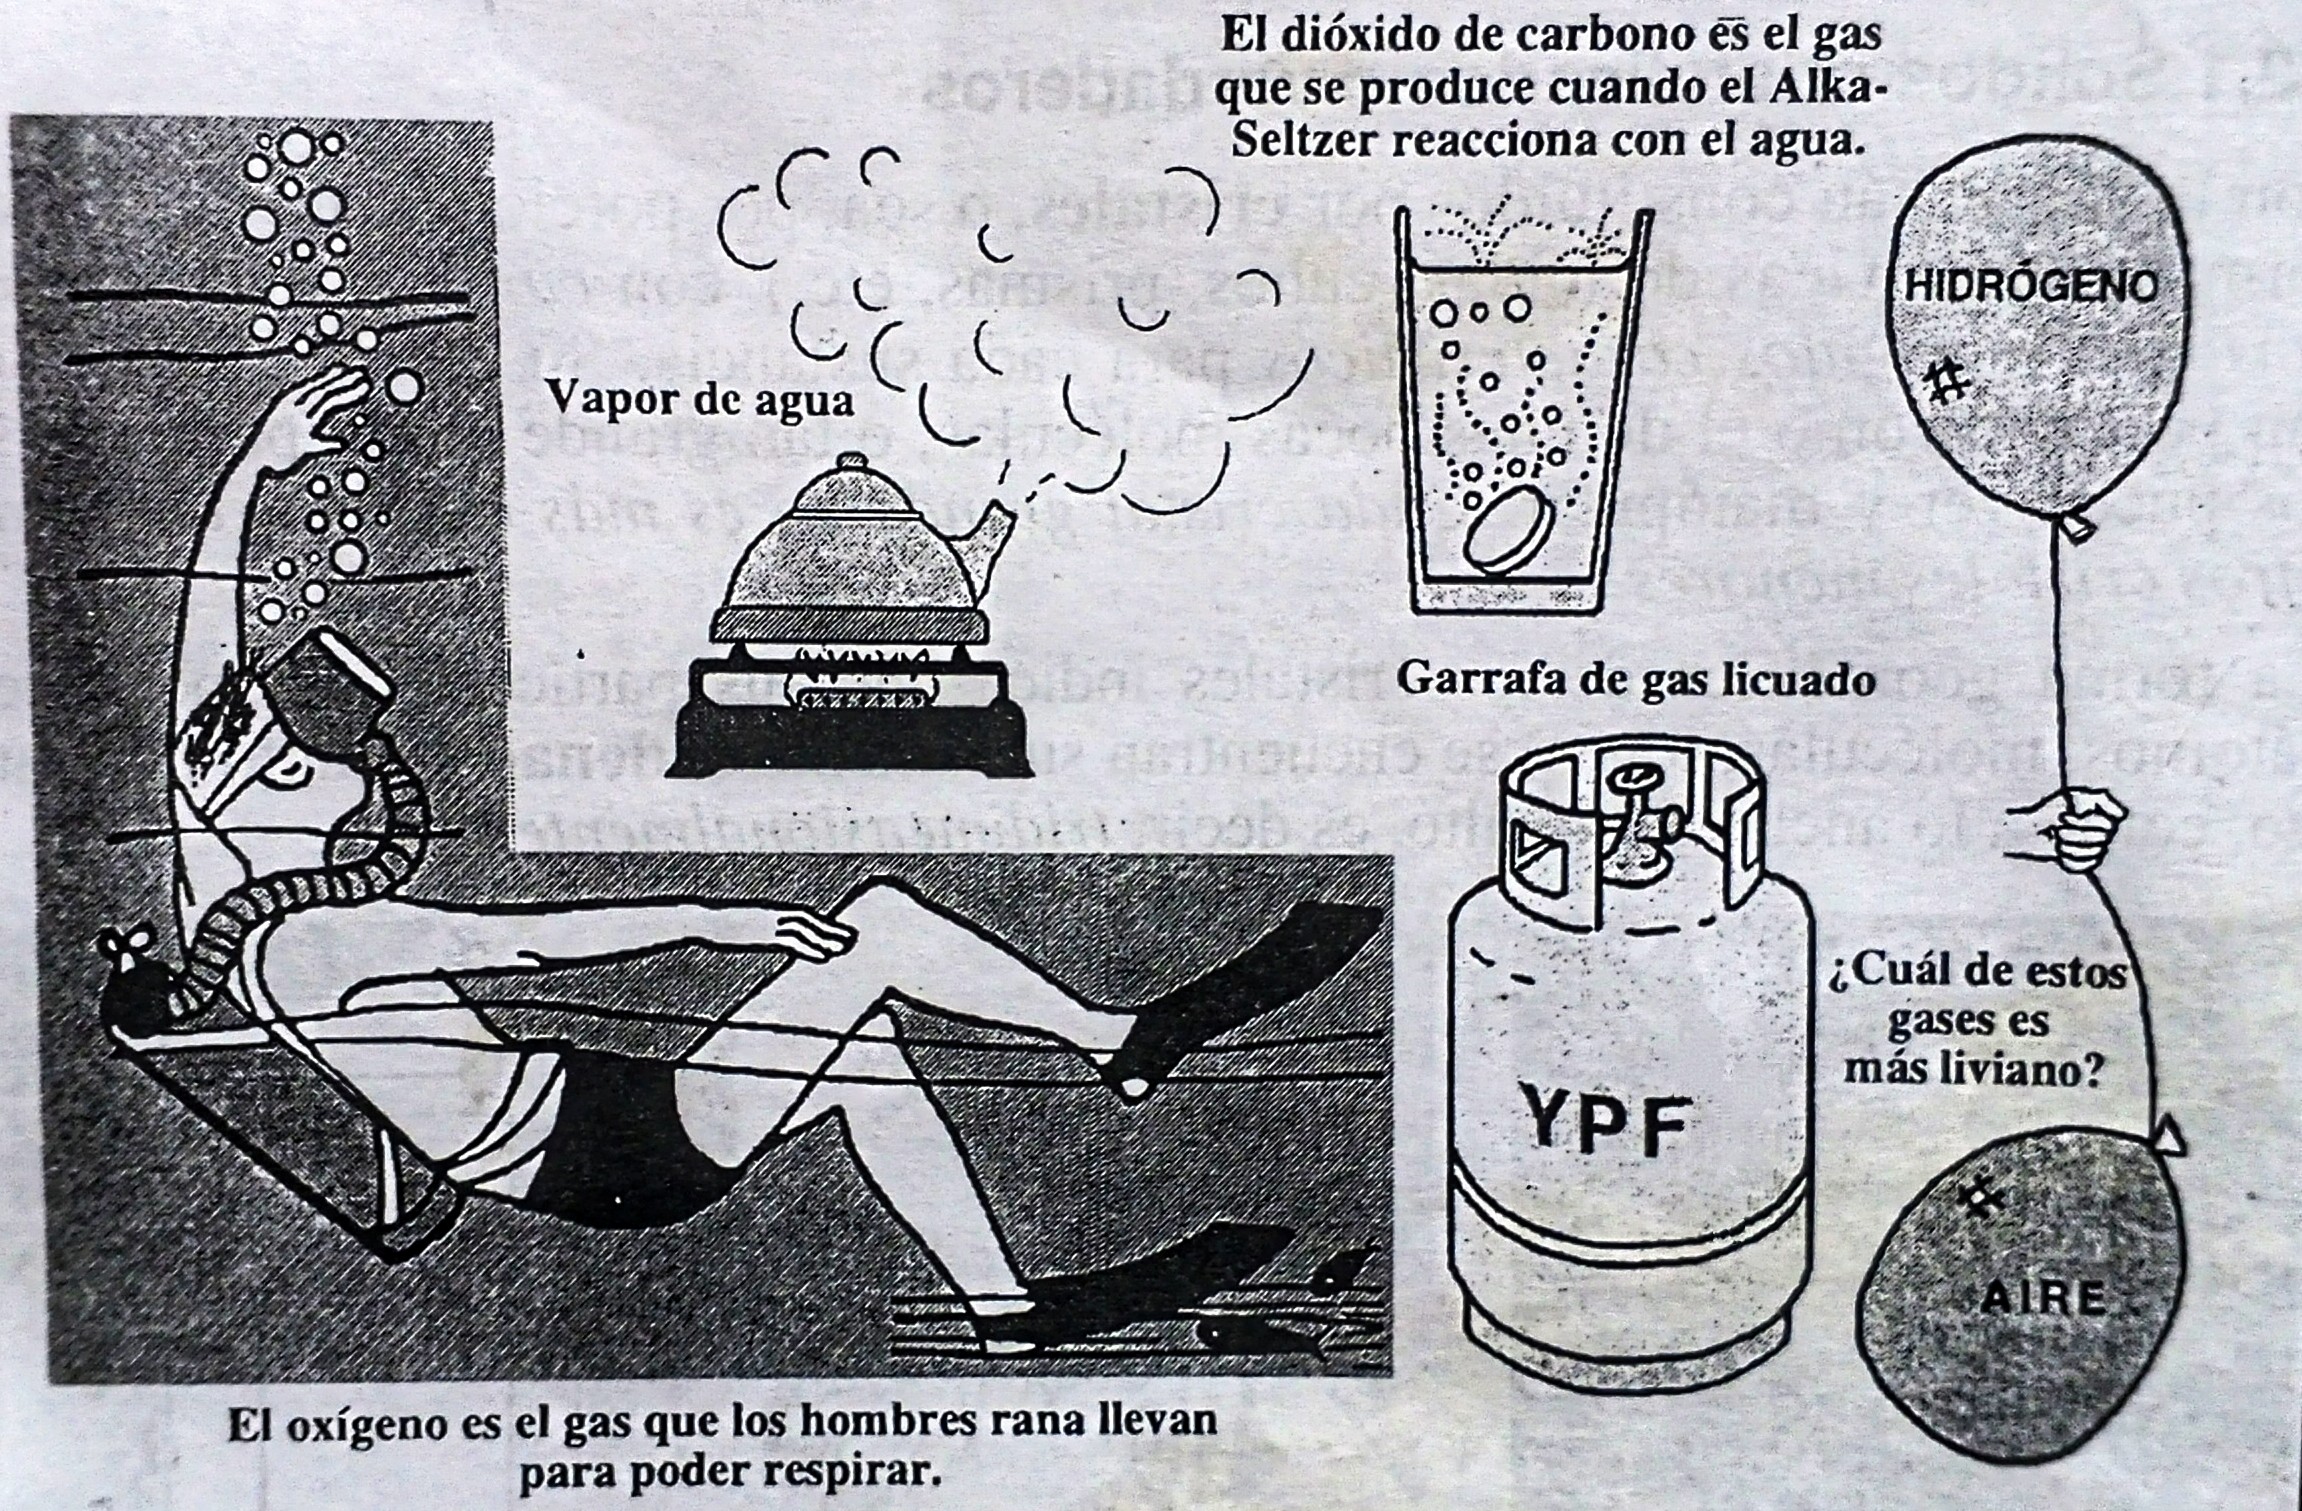 El dióxido de carbono es el gas
que se produce cuando el Alka-
Seltzer reacciona con el agua.
HIDRÓGENO
Vapor de agua
Garrafa de gas licuado
¿Cuál de estos
gases es
más liviano?
YPF
AIRE
El oxígeno es el gas que los hombres rana llevan
para poder respirar.